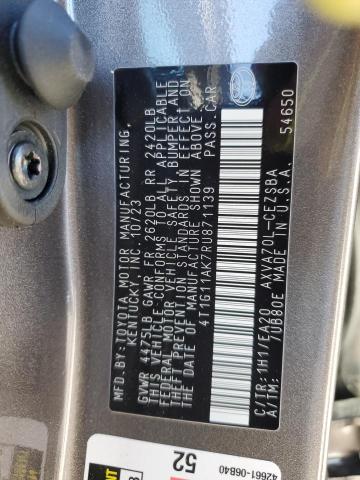 MFD.BY:TOYOTA MOTOR MANUFACTURING
KENTUCKY,INC. 10/23
GVWR 4475LB GAWR FR 2620LB RR 2420LB
THIS VEHICLE CONFORMS TO ALL APPLICABLE
FEDERAL MOTOR VEHICLE SAFETY, BUMPER AND
THEFT PREVENTION STANDARDS IN EFFECT ON
THE DATE OF MANUFACTURE SHOWN ABOVE.
4T1G11AK7RU871139 PASS.CAR
C/TR:1H1/EA20 AXVA70L-CEZSBA
A/TM: /UB80E MADE IN U.S.A.
54650
42661-06B40
52